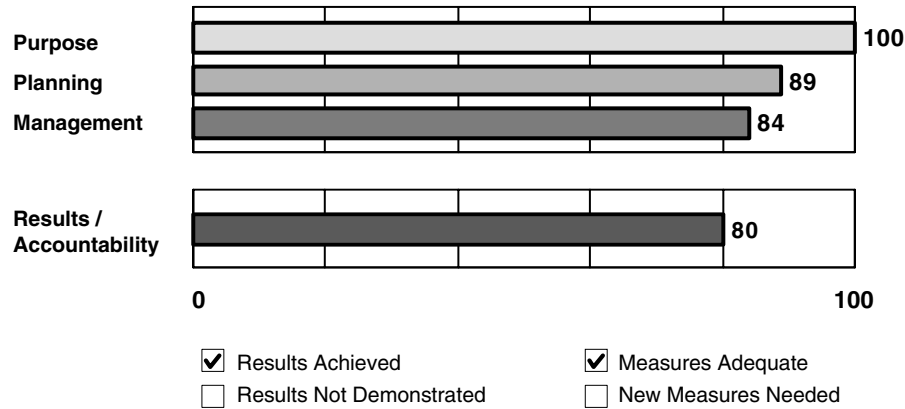 Purpose 100
Planning 89
Management 84
Results /
Accountability 80
0 100
Results Achieved Measures Adequate
Results Not Demonstrated New Measures Needed